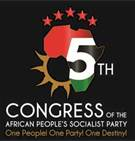 5TH
CONGRESS OF THE
AFRICAN PEOPLE'S SOCIALIST PARTY
One People! One Party! One Destiny!